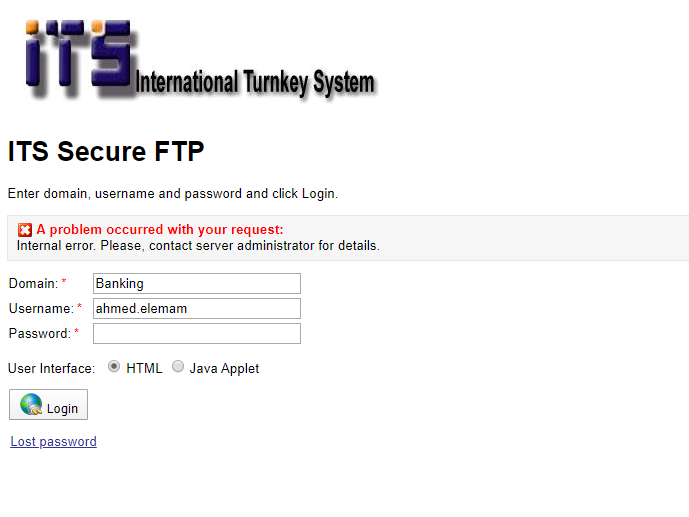 iTS International Turnkey System
ITS Secure FTP
Enter domain, username and password and click Login.
A problem occurred with your request:
Internal error. Please, contact server administrator for details.
Domain: * Banking
Username: * ahmed.elemam
Password: *
User Interface: HTML Java Applet
Login
Lost password